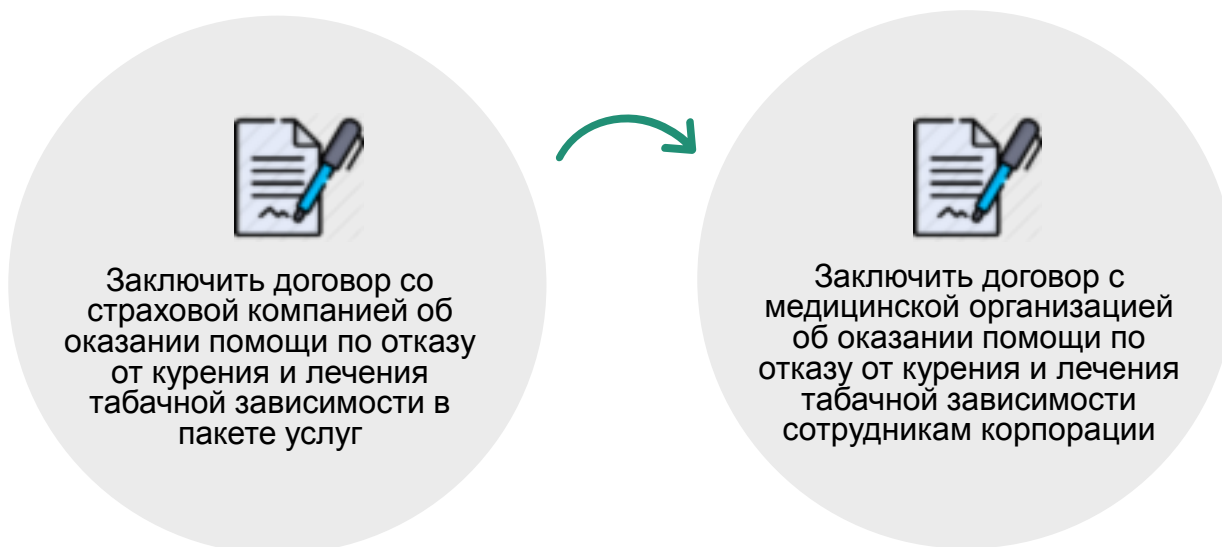 Заключить договор со
страховой компанией об
оказании помощи по отказу
от курения и лечения
табачной зависимости в
пакете услуг
Заключить договор с
медицинской организацией
об оказании помощи по
отказу от курения и лечения
табачной зависимости
сотрудникам корпорации